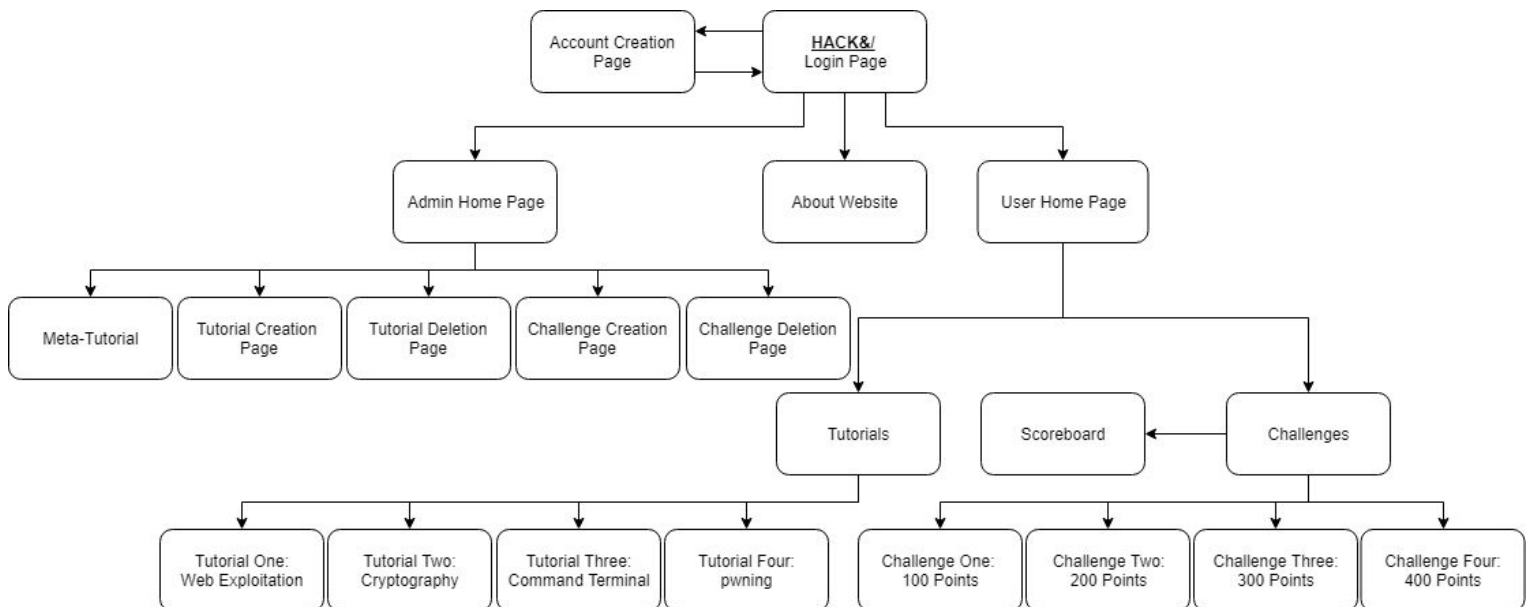 Account Creation
Page
HACK&/
Login Page
Admin Home Page
About Website
User Home Page
Meta-Tutorial
Tutorial Creation
Page
Tutorial Deletion
Page
Challenge Creation
Page
Challenge Deletion
Page
Tutorials
Scoreboard
Challenges
Tutorial One:
Web Exploitation
Tutorial Two:
Cryptography
Tutorial Three:
Command Terminal
Tutorial Four:
pwning
Challenge One:
100 Points
Challenge Two:
200 Points
Challenge Three:
300 Points
Challenge Four:
400 Points